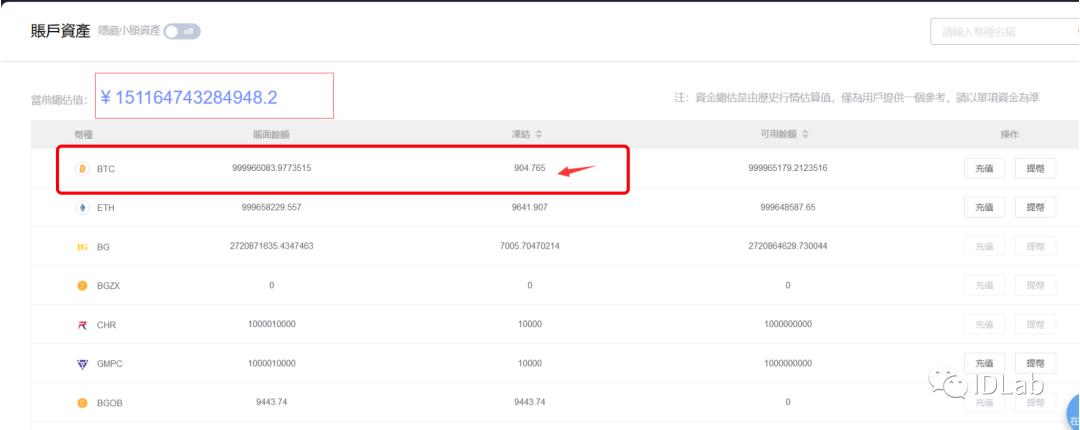 賬戶資產 隱藏小額資產 off 請輸入幣種名稱
當前總估值: ¥ 151164743284948.2 注: 資金總估是由歷史行情估算值, 僅為用戶提供一個參考, 請以單項資金為準
幣種 賬面餘額 凍結 可用餘額 操作
BTC 999966083.9773515 904.765 999965179.2123516 充值 提幣
ETH 999658229.557 9641.907 999648587.65 充值 提幣
BG BG 2720871635.4347463 7005.70470214 2720864629.730044 充值 提幣
BGZX 0 0 0 充值 提幣
CHR 1000010000 10000 1000000000 充值 提幣
GMPC 1000010000 10000 1000000000 充值 提幣
BGOB 9443.74 9443.74 0 充值 提幣
IDLab
在